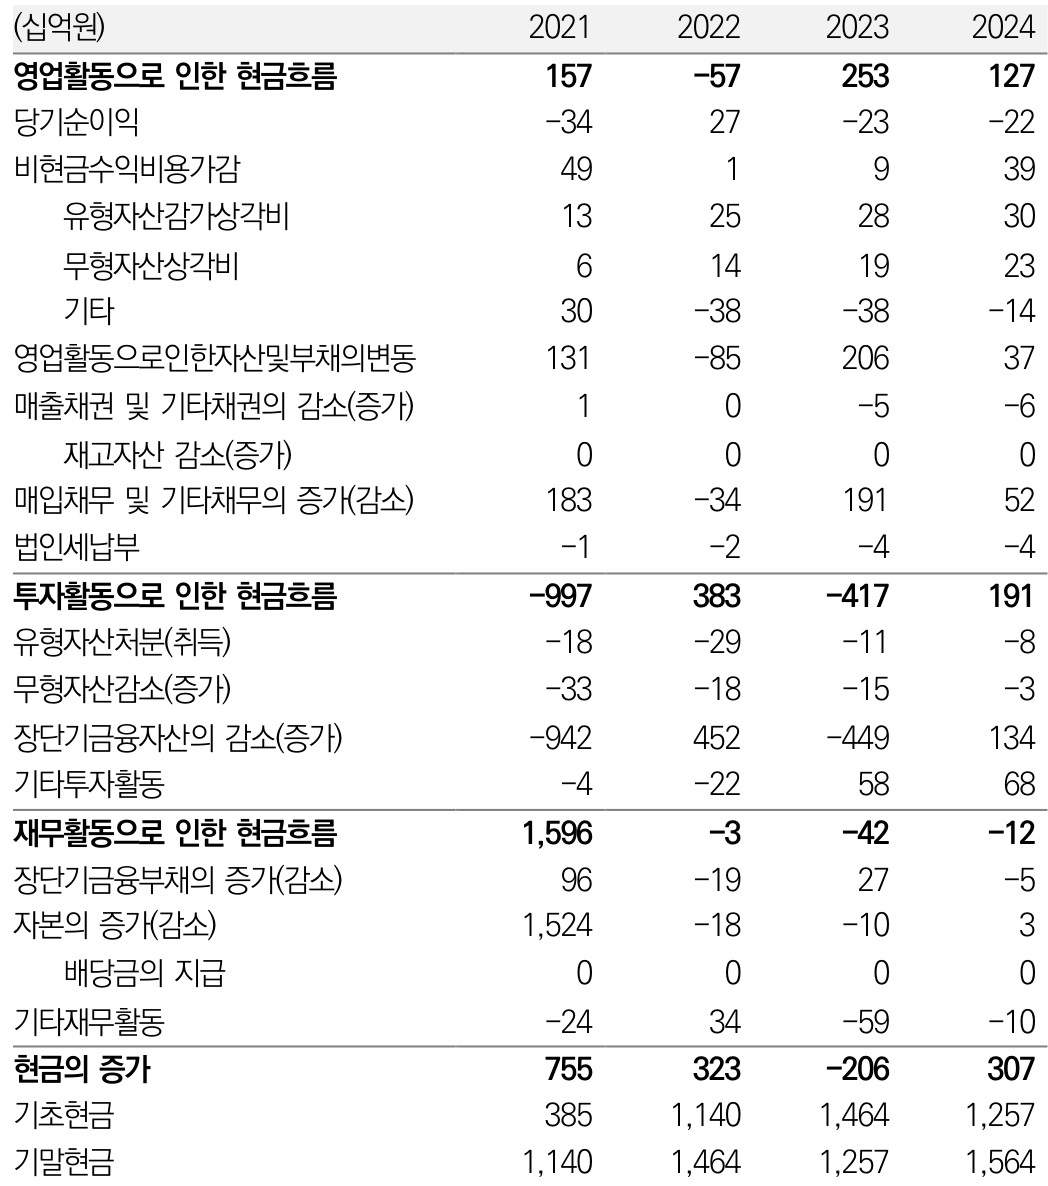 (십억원) 2021 2022 2023 2024
영업활동으로 인한 현금흐름 157 -57 253 127
당기순이익 -34 27 -23 -22
비현금수익비용가감 49 1 9 39
유형자산감가상각비 13 25 28 30
무형자산상각비 6 14 19 23
기타 30 -38 -38 -14
영업활동으로인한자산및부채의변동 131 -85 206 37
매출채권 및 기타채권의 감소(증가) 1 0 -5 -6
재고자산 감소(증가) 0 0 0 0
매입채무 및 기타채무의 증가(감소) 183 -34 191 52
법인세납부 -1 -2 -4 -4
투자활동으로 인한 현금흐름 -997 383 -417 191
유형자산처분(취득) -18 -29 -11 -8
무형자산감소(증가) -33 -18 -15 -3
장단기금융자산의 감소(증가) -942 452 -449 134
기타투자활동 -4 -22 58 68
재무활동으로 인한 현금흐름 1,596 -3 -42 -12
장단기금융부채의 증가(감소) 96 -19 27 -5
자본의 증가(감소) 1,524 -18 -10 3
배당금의 지급 0 0 0 0
기타재무활동 -24 34 -59 -10
현금의 증가 755 323 -206 307
기초현금 385 1,140 1,464 1,257
기말현금 1,140 1,464 1,257 1,564